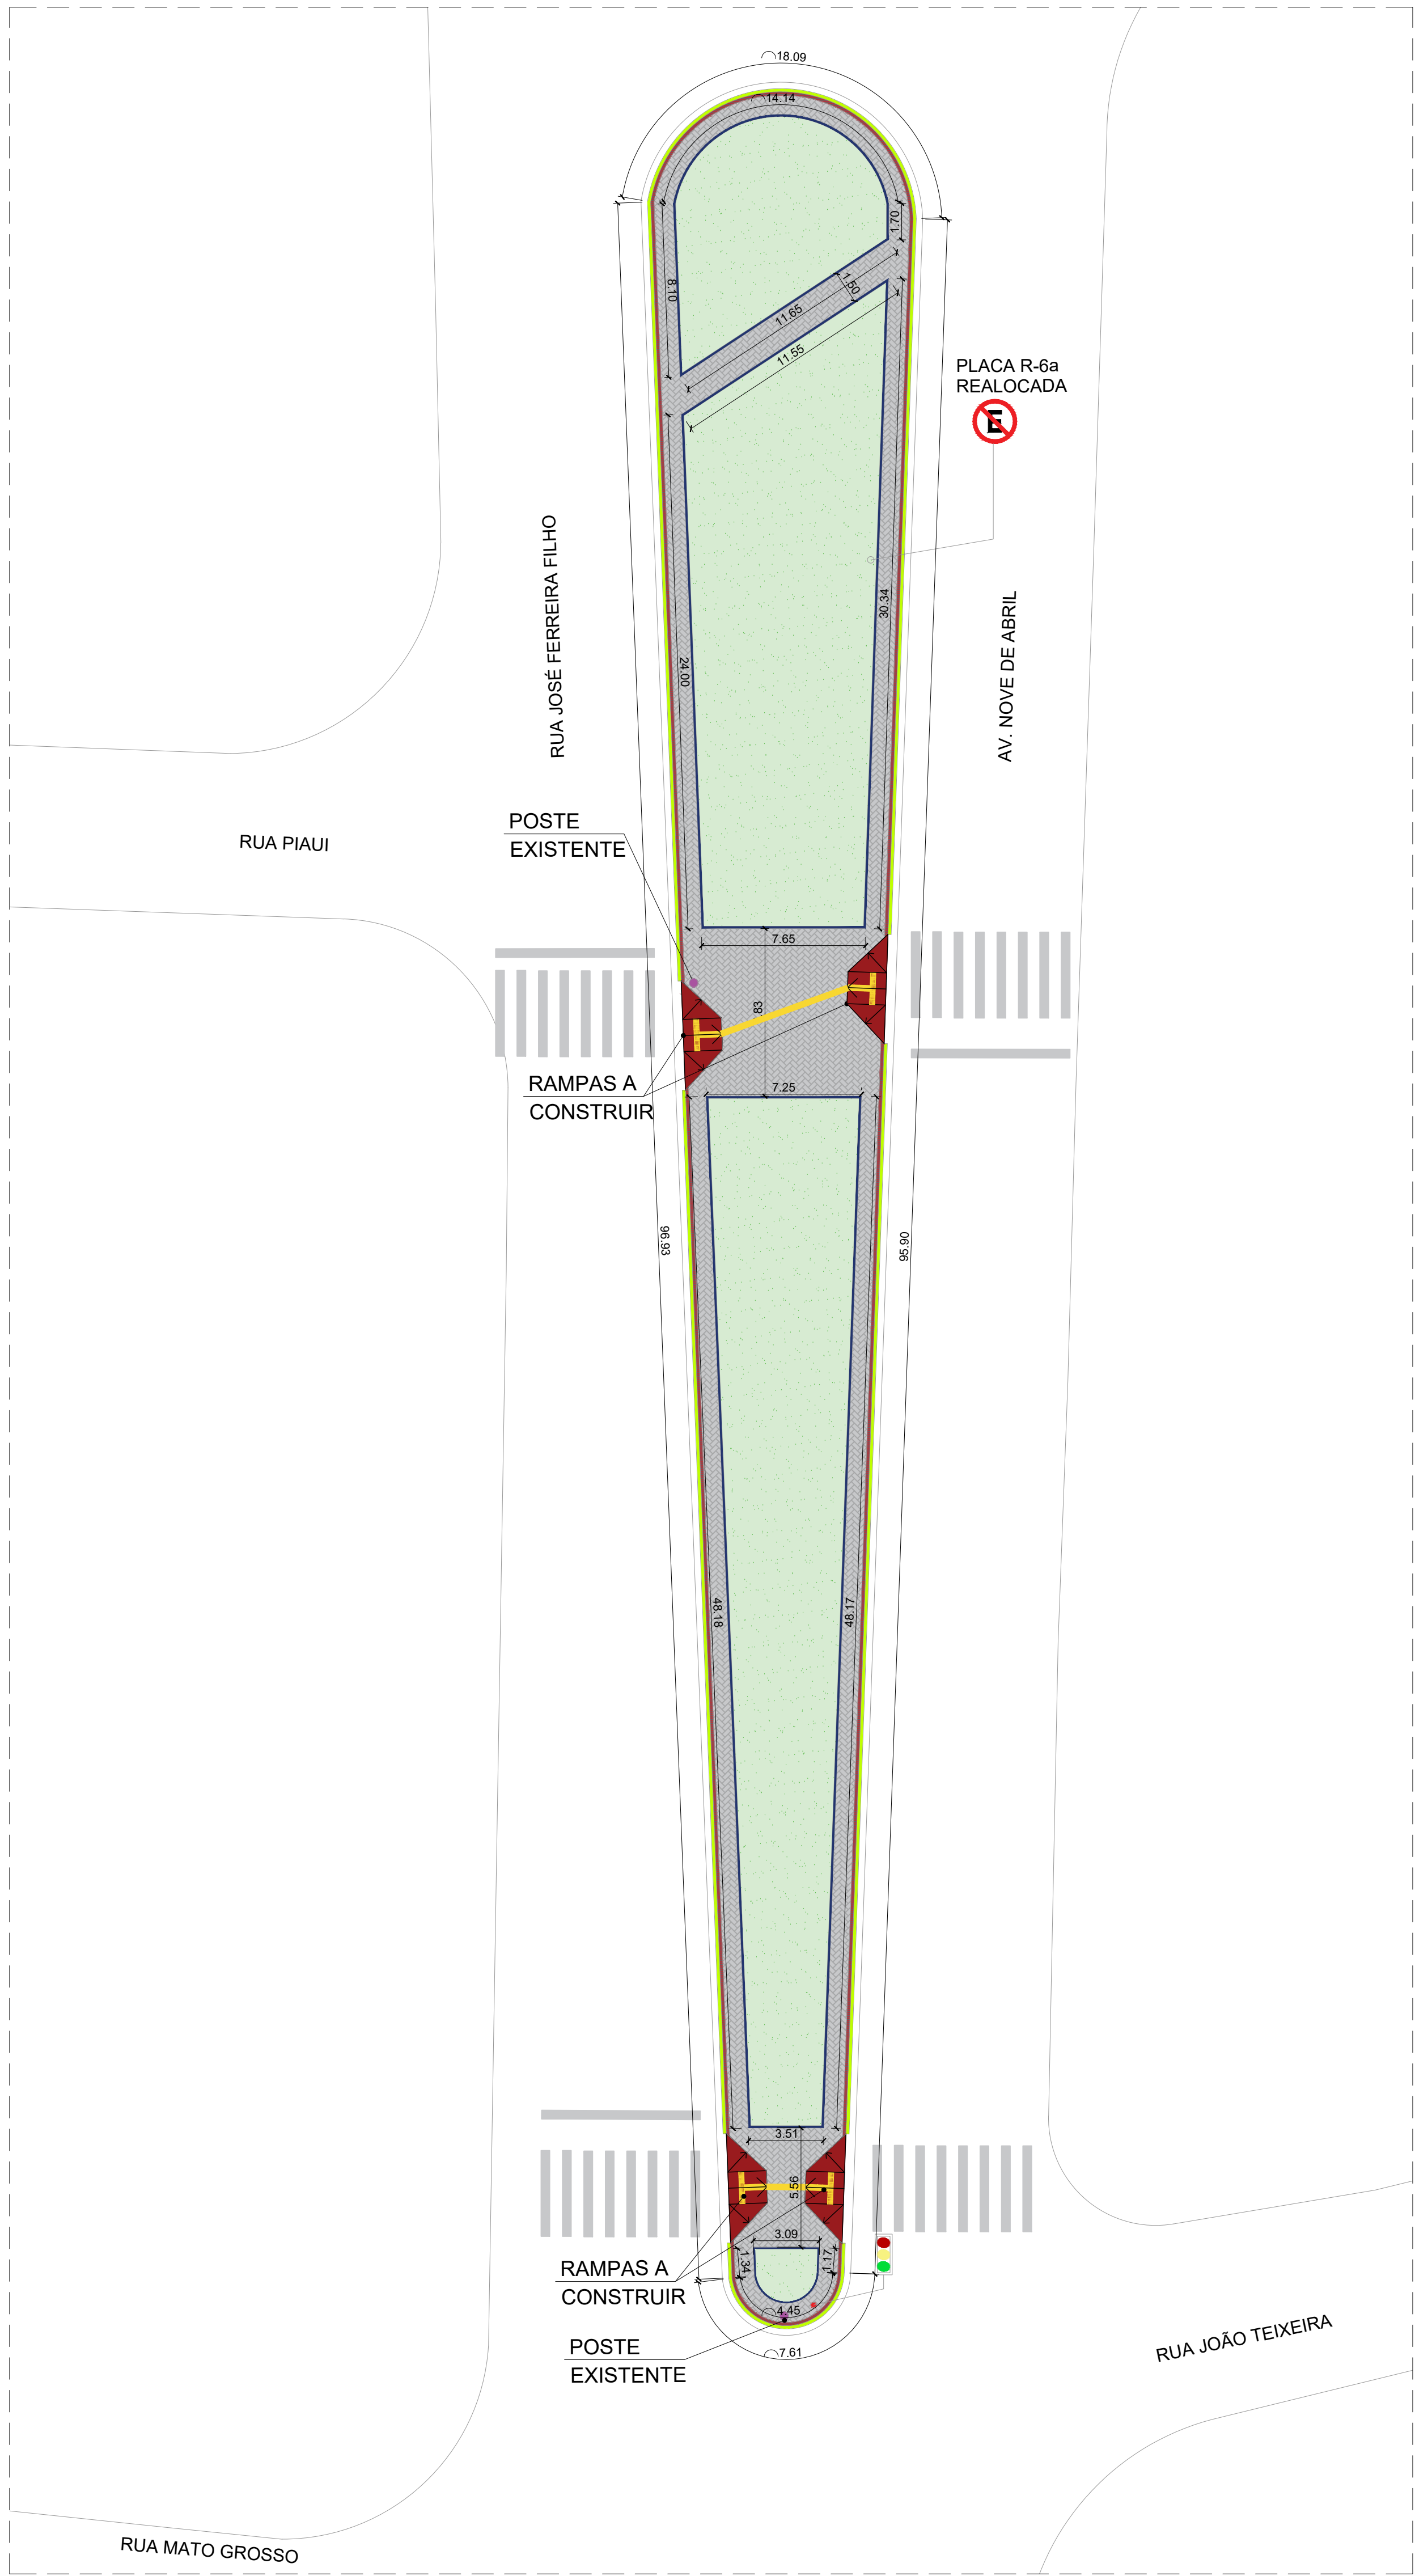 18.09
14.14
1.70
8.10
1.50
11.65
11.55
PLACA R-6a
REALOCADA
E
RUA JOSÉ FERREIRA FILHO
AV. NOVE DE ABRIL
30.34
24.00
POSTE
EXISTENTE
RUA PIAUI
7.65
.83
RAMPAS A
CONSTRUIR
7.25
96.93
95.90
48.18
48.17
3.51
5.56
3.09
1.34
1.17
RAMPAS A
CONSTRUIR
4.45
POSTE
EXISTENTE
7.61
RUA JOÃO TEIXEIRA
RUA MATO GROSSO